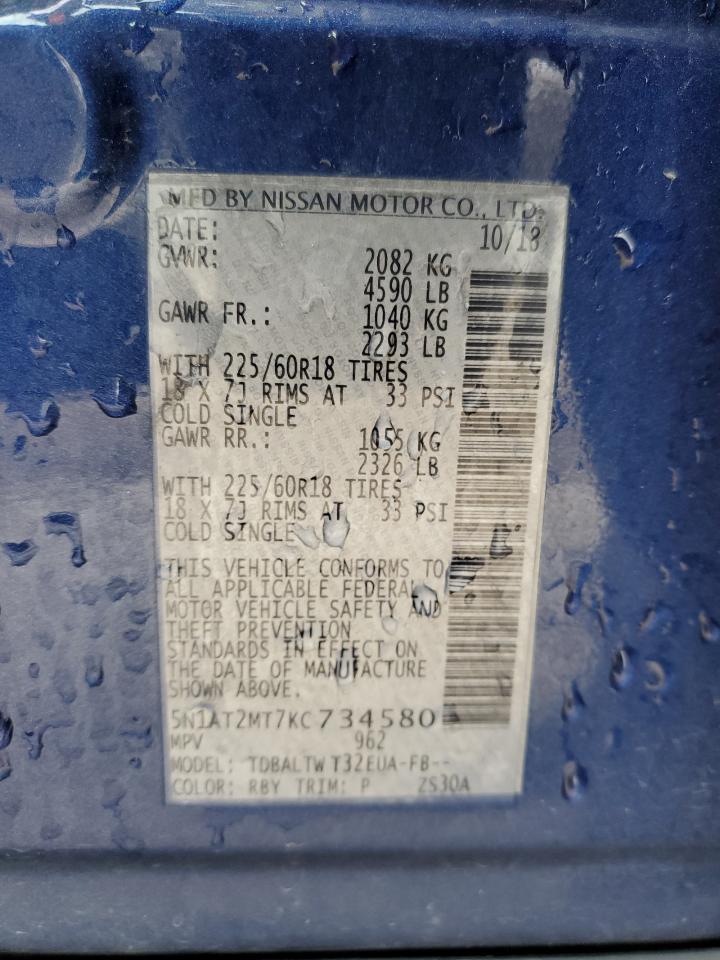 MFD BY NISSAN MOTOR CO., LTD.
DATE: 10/18
GVWR: 2082 KG
4590 LB
GAWR FR.: 1040 KG
2293 LB
WITH 225/60R18 TIRES
18 X 7J RIMS AT 33 PSI
COLD SINGLE
GAWR RR.: 1055 KG
2326 LB
WITH 225/60R18 TIRES
18 X 7J RIMS AT 33 PSI
COLD SINGLE
THIS VEHICLE CONFORMS TO
ALL APPLICABLE FEDERAL
MOTOR VEHICLE SAFETY AND
THEFT PREVENTION
STANDARDS IN EFFECT ON
THE DATE OF MANUFACTURE
SHOWN ABOVE.
5N1AT2MT7KC734580
MPV 962
MODEL: TDBALTW T32EUA-FB--
COLOR: RBY TRIM: P ZS30A